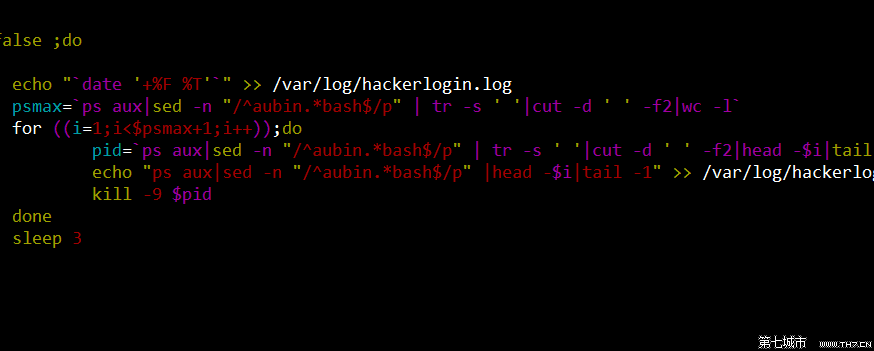 false ;do
echo "`date '+%F %T'`" >> /var/log/hackerlogin.log
psmax=`ps aux|sed -n "/^aubin.*bash$/p" | tr -s ' '|cut -d ' ' -f2|wc -l`
for ((i=1;i<$psmax+1;i++));do
pid=`ps aux|sed -n "/^aubin.*bash$/p" | tr -s ' '|cut -d ' ' -f2|head -$i|tail
echo "ps aux|sed -n "/^aubin.*bash$/p" |head -$i|tail -1" >> /var/log/hackerlog
kill -9 $pid
done
sleep 3
第七城市 www.TH7.CN